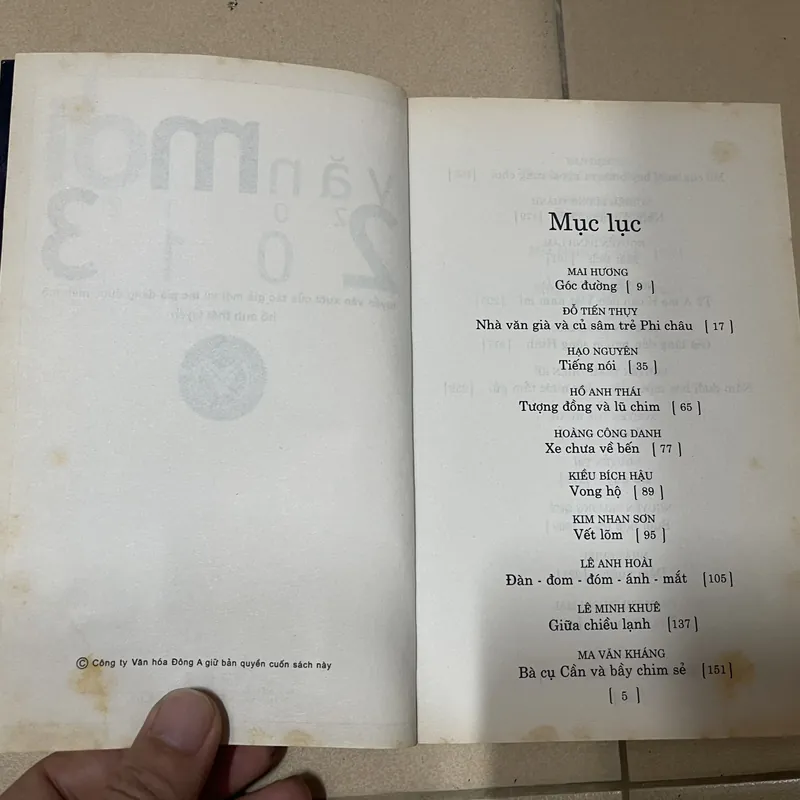 © Công ty Văn hóa Đông A giữ bản quyền cuốn sách này
Mục lục
MAI HƯƠNG
Góc đường [ 9 ]
ĐỖ TIẾN THỤY
Nhà văn già và củ sâm trẻ Phi châu [ 17 ]
HẠO NGUYÊN
Tiếng nói [ 35 ]
HỒ ANH THÁI
Tượng đồng và lũ chim [ 65 ]
HOÀNG CÔNG DANH
Xe chưa về bến [ 77 ]
KIỀU BÍCH HẬU
Vong hộ [ 89 ]
KIM NHAN SƠN
Vết lõm [ 95 ]
LÊ ANH HOÀI
Đàn - đom - đóm - ánh - mắt [105]
LÊ MINH KHUÊ
Giữa chiều lạnh [137]
MA VĂN KHÁNG
Bà cụ Cần và bầy chim sẻ [151]
[ 5 ]